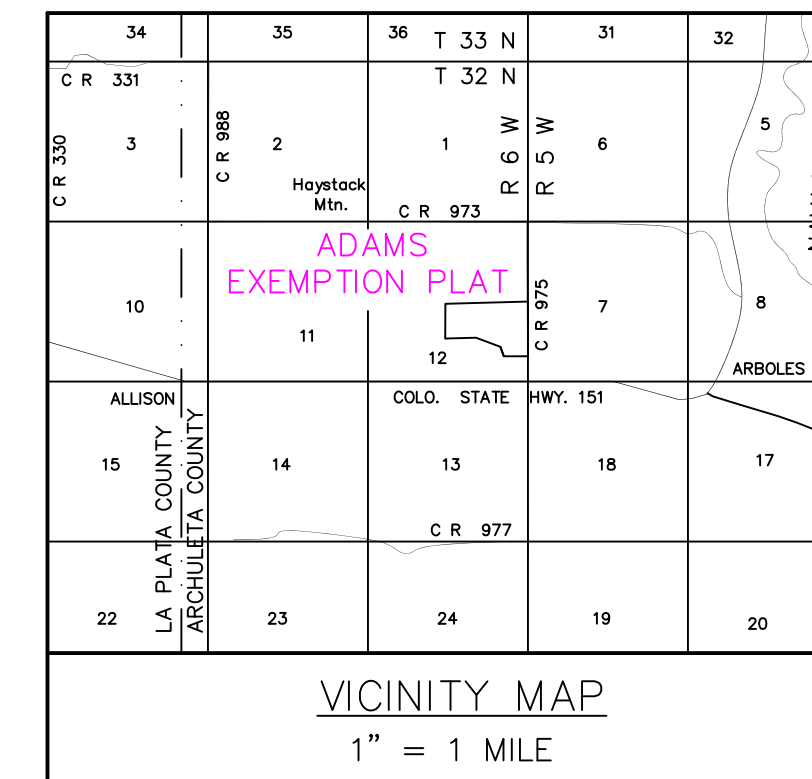 34 35 36 T 33 N 31 32
C R 331 T 32 N
C R 330 3 C R 988 2 1 R 6 W R 5 W 6 5
Haystack
Mtn.
C R 973
ADAMS
EXEMPTION PLAT
10 11 12 C R 975 7 8
ARBOLES
ALLISON COLO. STATE HWY. 151
15 14 13 18 17
LA PLATA COUNTY
ARCHULETA COUNTY
C R 977
22 23 24 19 20
VICINITY MAP
1" = 1 MILE